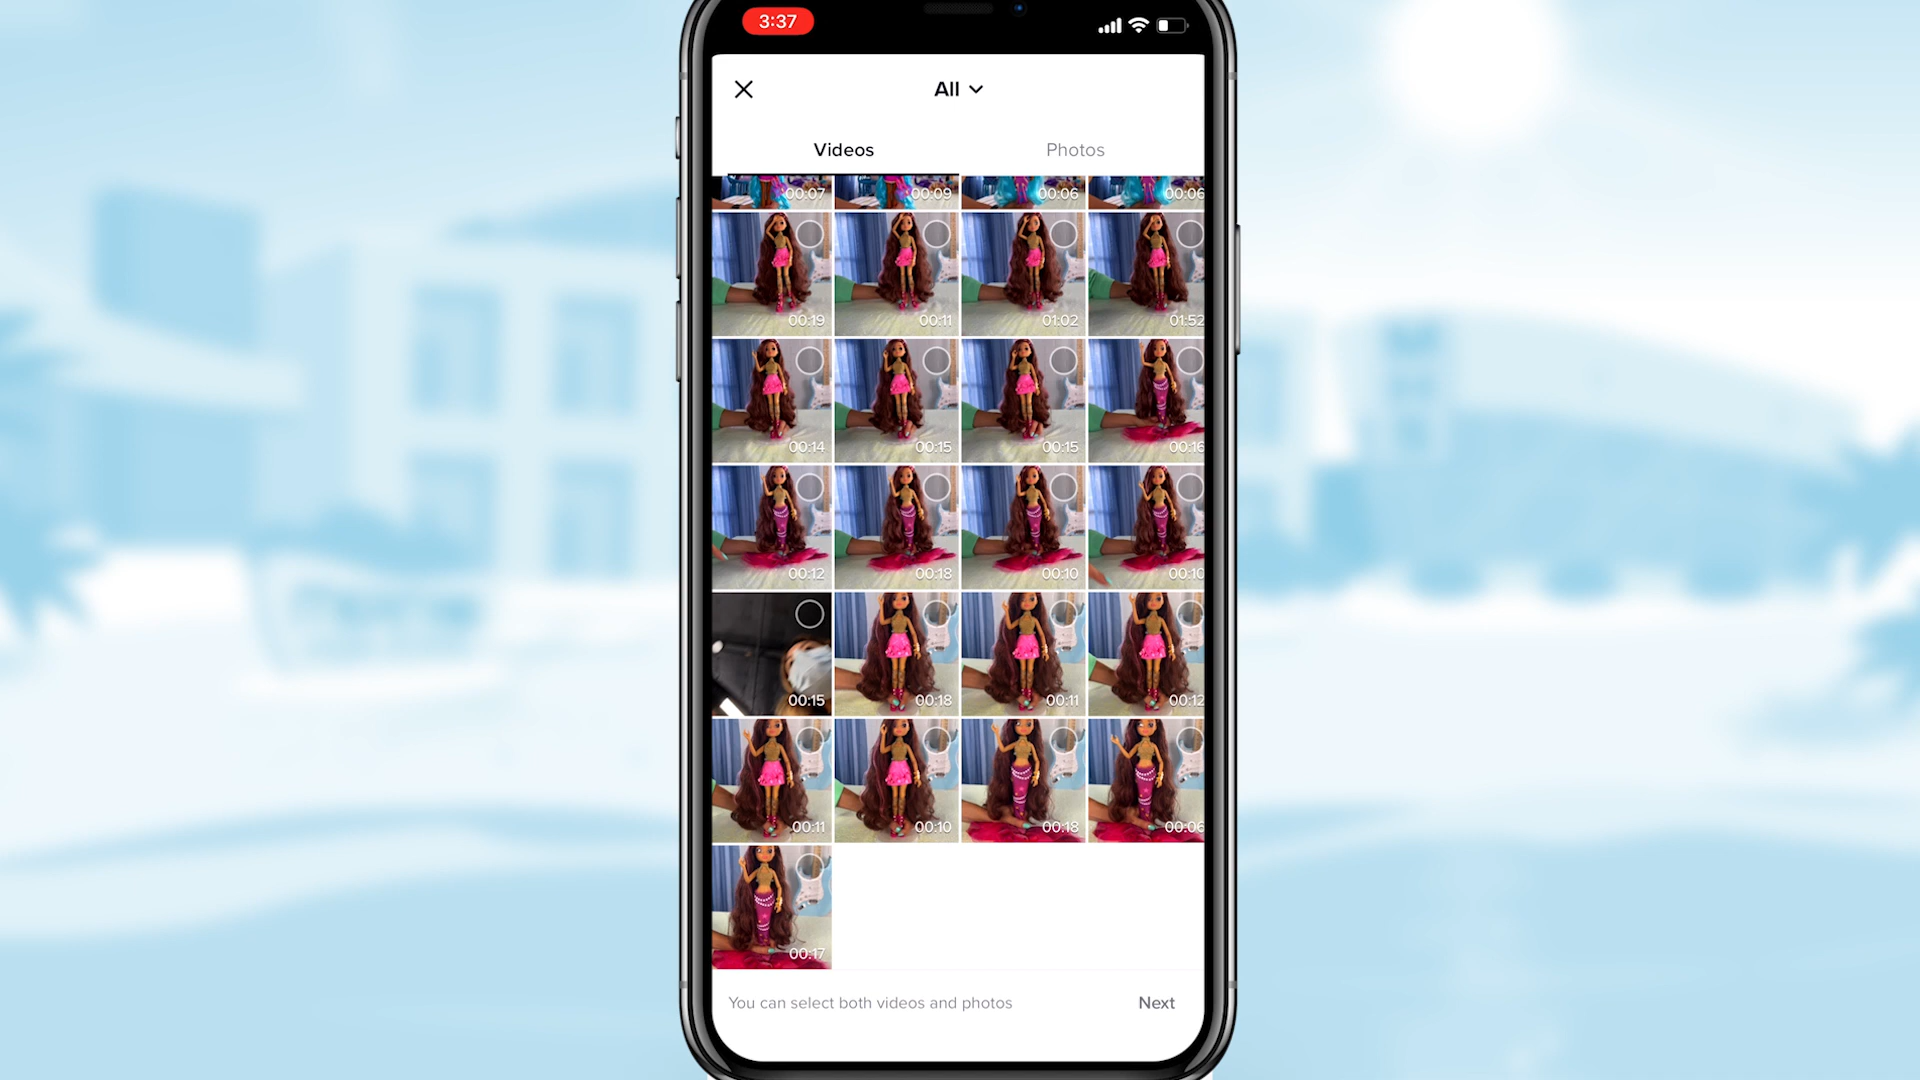 3:37
All
Videos Photos
00:07 00:09 00:06 00:06
00:19 00:11 01:02 01:52
00:14 00:15 00:15 00:16
00:12 00:18 00:10 00:10
00:15 00:18 00:11 00:12
00:11 00:10 00:18 00:06
00:17
You can select both videos and photos Next